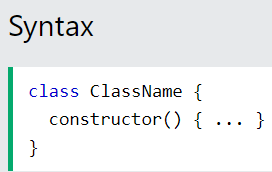 Syntax
class ClassName {
  constructor() { ... }
}